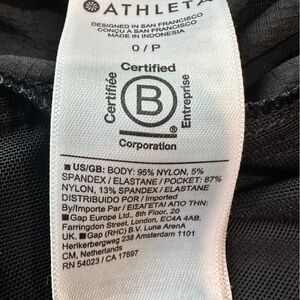 ATHLETA
DESIGNED IN SAN FRANCISCO
CONÇU A SAN FRANCISCO
MADE IN INDONESIA
0 / P
Certified
Certifiée
B
Entreprise
Corporation
■ US/GB: BODY: 95% NYLON, 5%
SPANDEX / ELASTANE / POCKET: 87%
NYLON, 13% SPANDEX / ELASTANE
DISTRIBUIDO POR / Imported
By/Importe Par / ΕΙΣΑΓΕΤΑΙ ΑΠΟ ΤΗΝ:
■ Gap Europe Ltd., 8th Floor, 20
Farringdon Street, London, EC4A 4AB,
UK. ■ Gap (RHC) B.V. Luna ArenA
Herikerbergweg 238 Amsterdam 1101
CM, Netherlands
RN 54023 / CA 17897